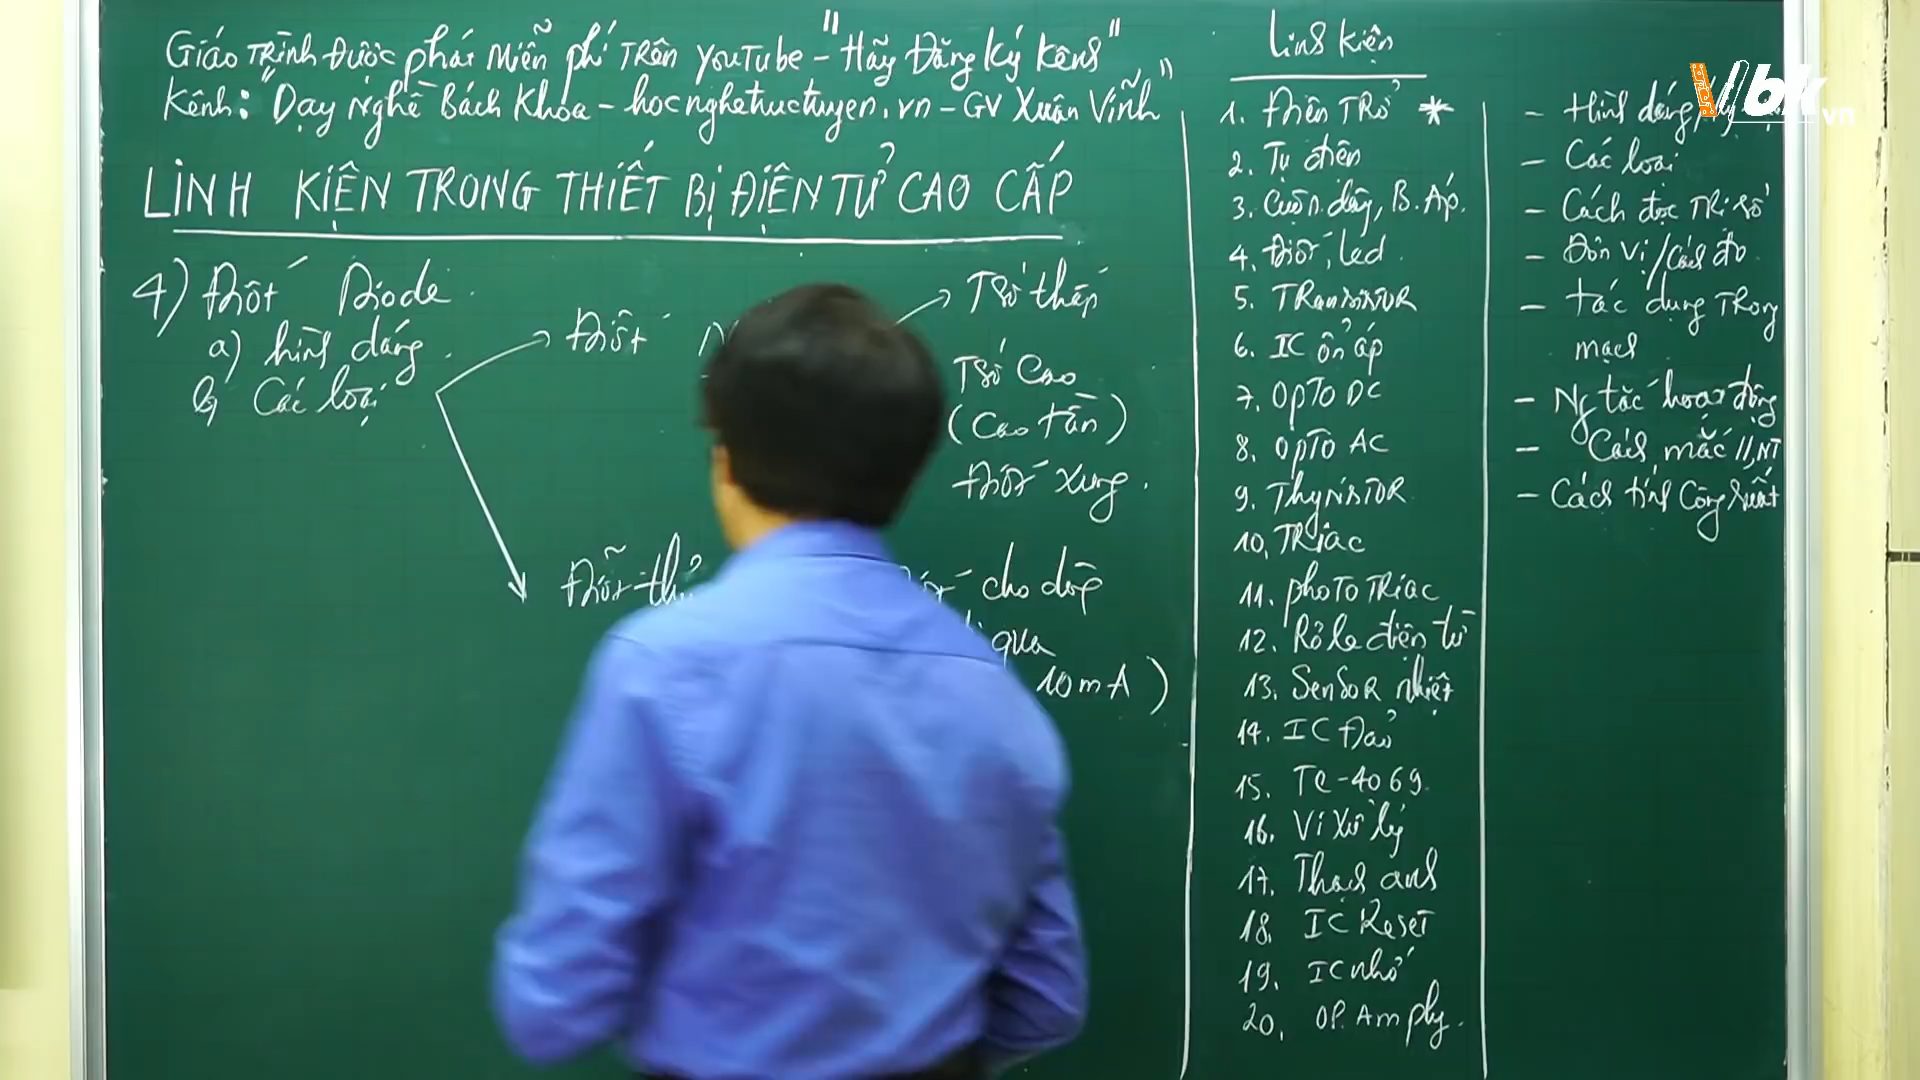 Giáo Trình Được phát Miễn phí Trên YouTube - "Hãy Đăng Ký Kênh"
Kênh: "Dạy Nghề Bách Khoa - hocnghetructuyen.vn - GV Xuân Vinh"
LINH KIỆN TRONG THIẾT BỊ ĐIỆN TỬ CAO CẤP
4) Điốt Diode.
a) hình dáng.
b) Các loại
Điốt
Trở thấp
Trở Cao
(Cao tần)
Điốt xung.
Điốt
cho dòng
qua
10mA)
Linh kiện
1. Điện Trở *
2. Tụ điện
3. Cuộn dây, B. Áp.
4. Điốt, led.
5. Transistor
6. IC ổn áp
7. OpTo DC
8. OpTo AC
9. Thyristor
10. Triac
11. phoTo Triac
12. Rơle điện từ
13. Sensor nhiệt
14. IC Đảo
15. Te-4069.
16. Vi xử lý
17. Thạch anh
18. IC Reset
19. IC nhớ
20. OP. Amply.
- Hình dáng/
- Các loại
- Cách đọc Trị số
- Đơn vị/Cách đo
- Tác dụng Trong
mạch
- Ng tắc hoạt động
- Cách mắc //, NT
- Cách tính Công suất
Vbk.vn